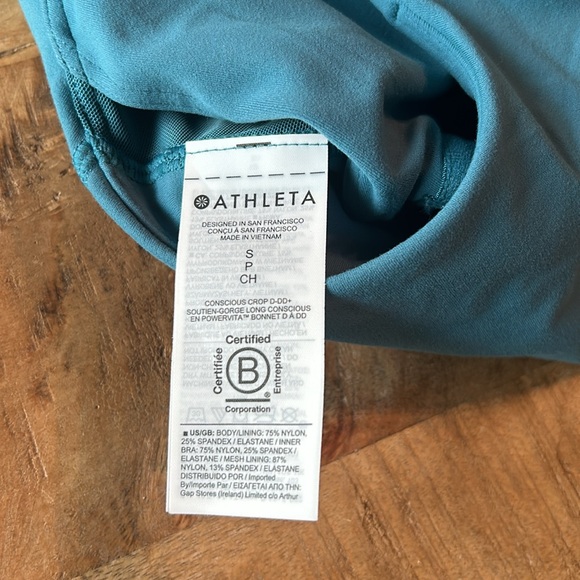 ATHLETA
DESIGNED IN SAN FRANCISCO
CONÇU À SAN FRANCISCO
MADE IN VIETNAM
S
P
CH
CONSCIOUS CROP D-DD+
SOUTIEN-GORGE LONG CONSCIOUS
EN POWERVITA™ BONNET D À DD
Certified
Certifiée
B
®
Entreprise
Corporation
US/GB: BODY/LINING: 75% NYLON,
25% SPANDEX / ELASTANE / INNER
BRA: 75% NYLON, 25% SPANDEX /
ELASTANE / MESH LINING: 87%
NYLON, 13% SPANDEX / ELASTANE
DISTRIBUIDO POR / Imported
By/Importe Par / ΕΙΣΑΓΕΤΑΙ ΑΠΟ ΤΗΝ:
Gap Stores (Ireland) Limited c/o Arthur